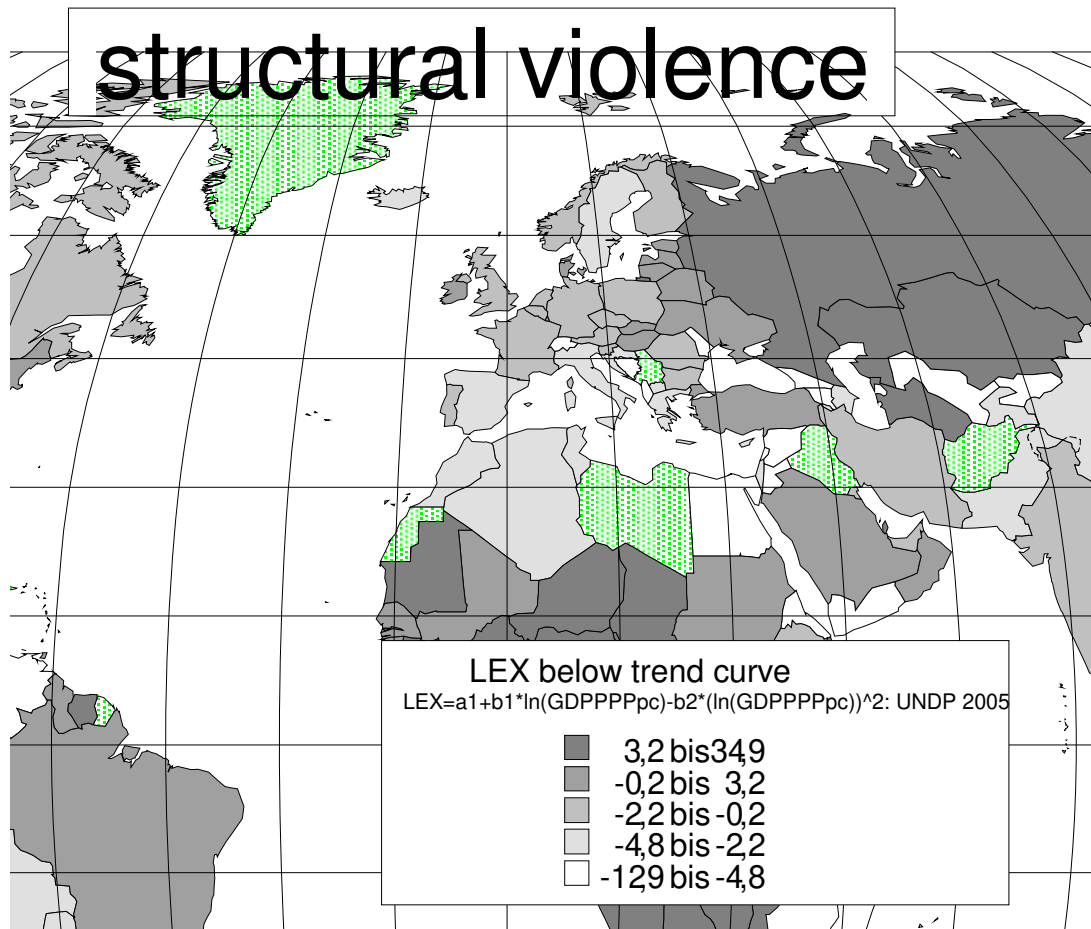 structural violence
LEX below trend curve
LEX=a1+b1*ln(GDPPPPpc)-b2*(ln(GDPPPPpc))^2: UNDP 2005
3,2 bis34,9
-0,2 bis 3,2
-2,2 bis -0,2
-4,8 bis -2,2
-12,9 bis -4,8